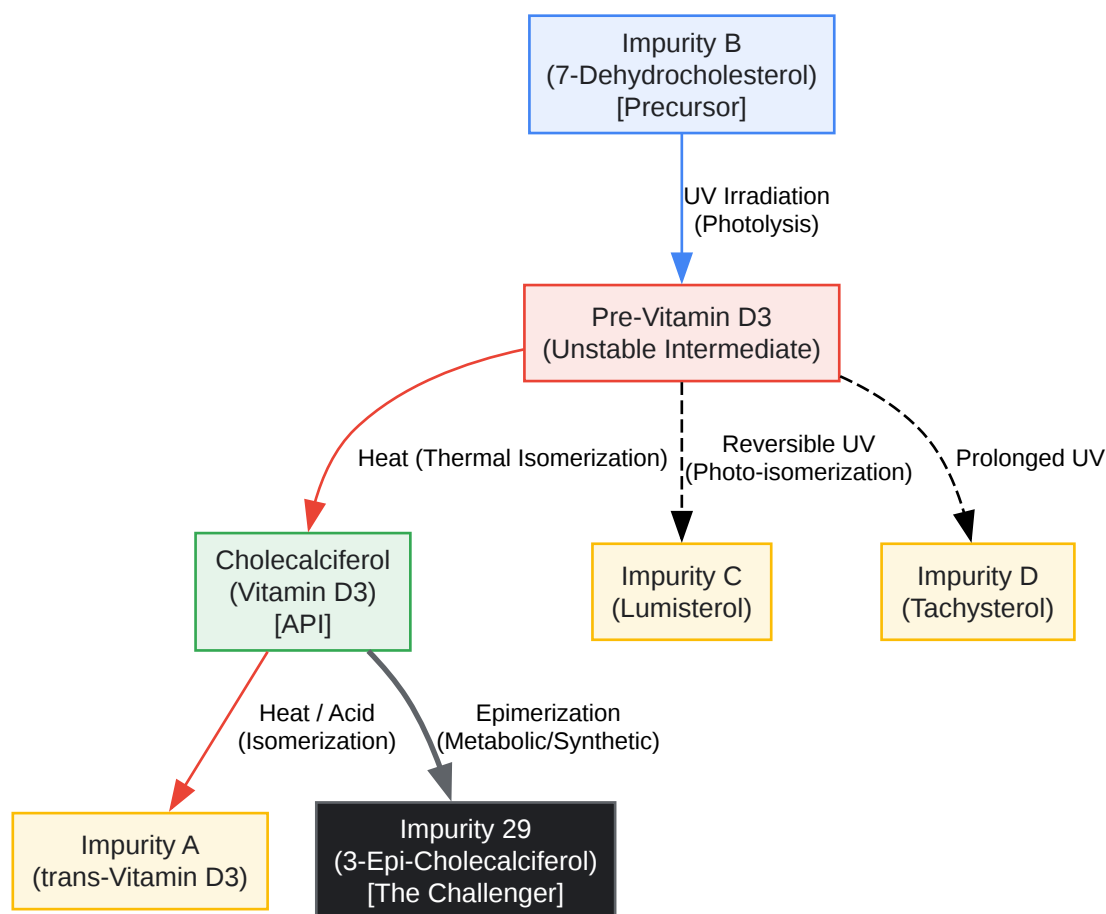 Impurity B
(7-Dehydrocholesterol)
[Precursor]
UV Irradiation
(Photolysis)
Pre-Vitamin D3
(Unstable Intermediate)
Heat (Thermal Isomerization)
Reversible UV
(Photo-isomerization)
Prolonged UV
Cholecalciferol
(Vitamin D3)
[API]
Impurity C
(Lumisterol)
Impurity D
(Tachysterol)
Heat / Acid
(Isomerization)
Epimerization
(Metabolic/Synthetic)
Impurity A
(trans-Vitamin D3)
Impurity 29
(3-Epi-Cholecalciferol)
[The Challenger]